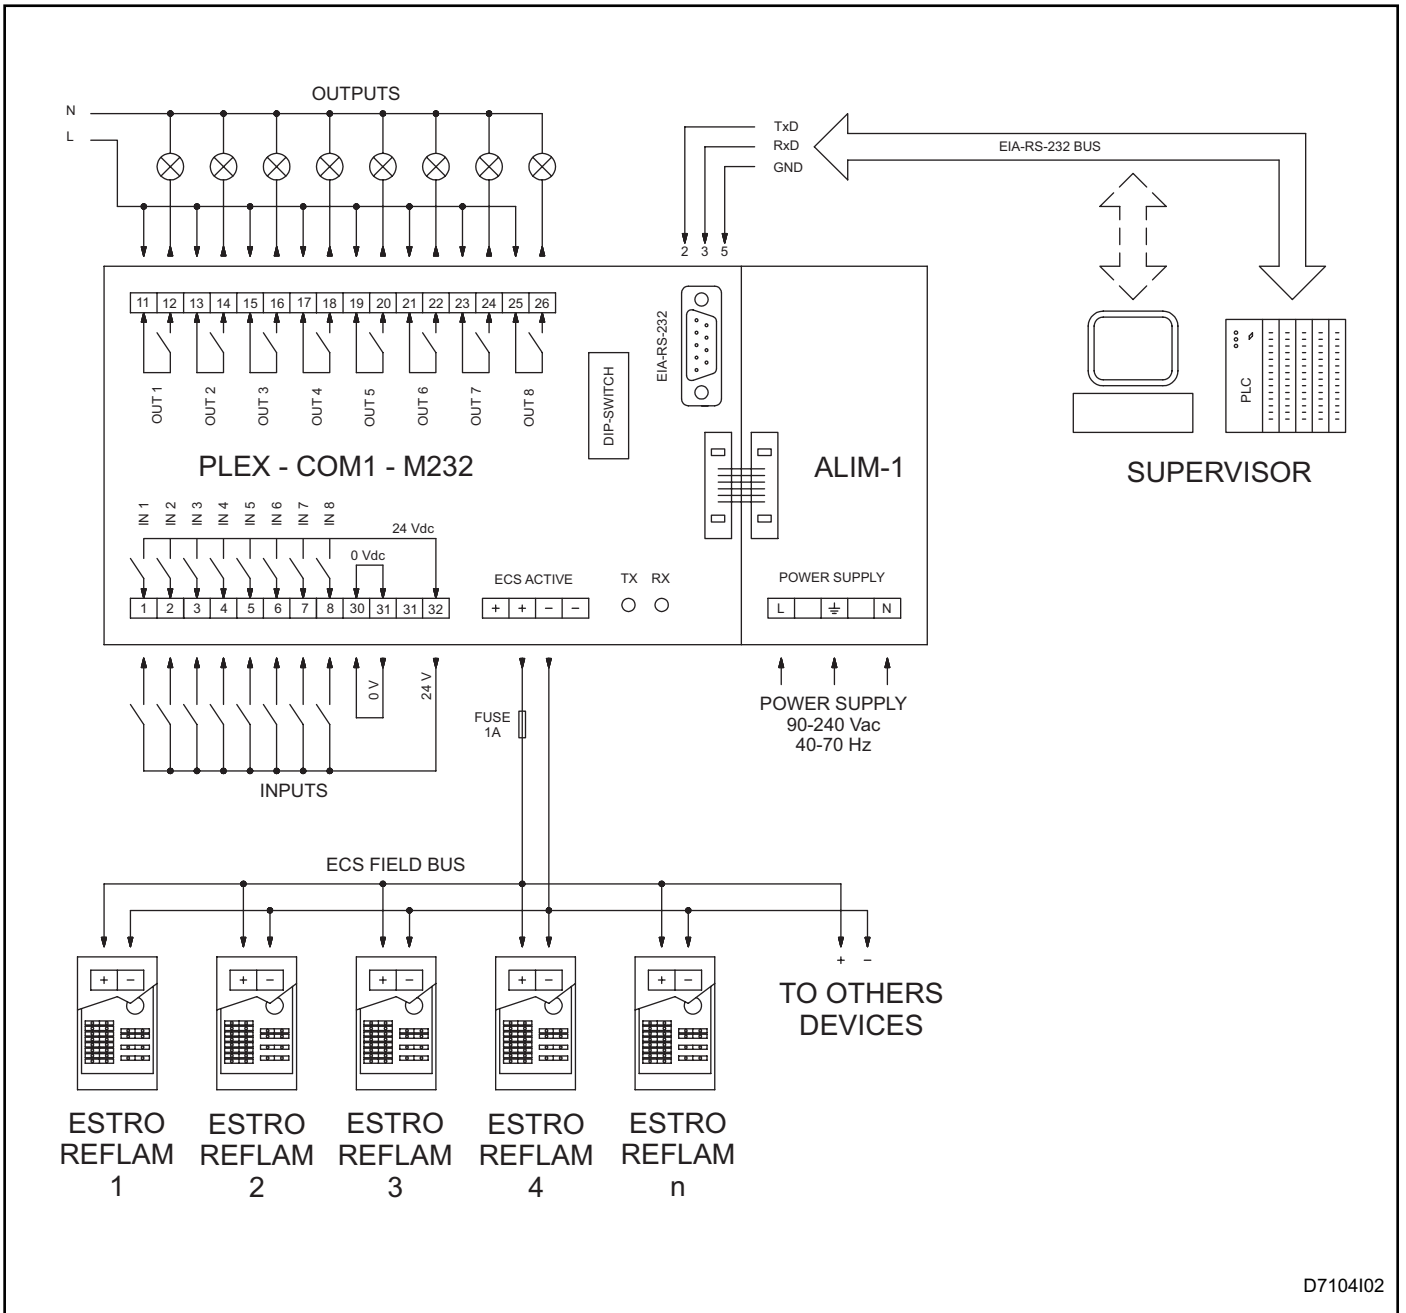 OUTPUTS
N
L
TxD
RxD
GND
EIA-RS-232 BUS
2 3 5
11 12 13 14 15 16 17 18 19 20 21 22 23 24 25 26
OUT 1 OUT 2 OUT 3 OUT 4 OUT 5 OUT 6 OUT 7 OUT 8
DIP-SWITCH
EIA-RS-232
PLC
PLEX - COM1 - M232
ALIM-1
SUPERVISOR
IN 1 IN 2 IN 3 IN 4 IN 5 IN 6 IN 7 IN 8
24 Vdc
0 Vdc
ECS ACTIVE
TX RX
POWER SUPPLY
1 2 3 4 5 6 7 8 30 31 31 32
+ + – –
L N
0 V
24 V
FUSE
1A
POWER SUPPLY
90-240 Vac
40-70 Hz
INPUTS
ECS FIELD BUS
+ –
+ – + – + – + – + –
TO OTHERS
DEVICES
ESTRO
REFLAM
1
ESTRO
REFLAM
2
ESTRO
REFLAM
3
ESTRO
REFLAM
4
ESTRO
REFLAM
n
D7104I02